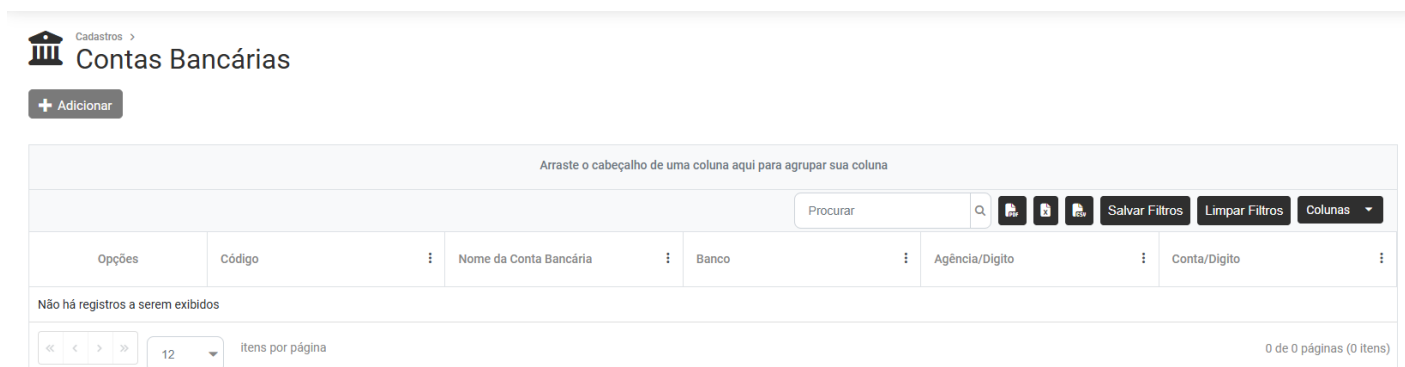 Cadastros >
Contas Bancárias
Adicionar
Arraste o cabeçalho de uma coluna aqui para agrupar sua coluna
Procurar PDF X CSV Salvar Filtros Limpar Filtros Colunas
Opções Código Nome da Conta Bancária Banco Agência/Digito Conta/Digito
Não há registros a serem exibidos
12 itens por página 0 de 0 páginas (0 itens)